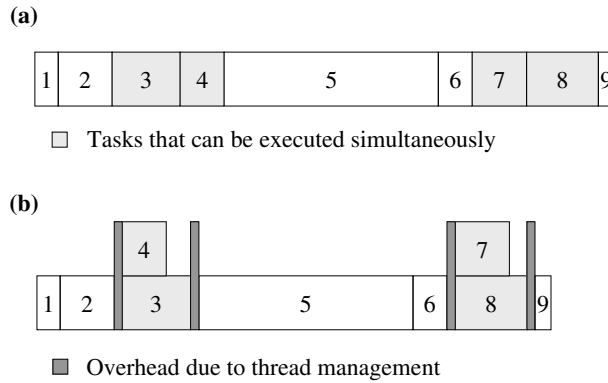 (a)
1 2 3 4 5 6 7 8 9
Tasks that can be executed simultaneously
(b)
4 7
1 2 3 5 6 8 9
Overhead due to thread management